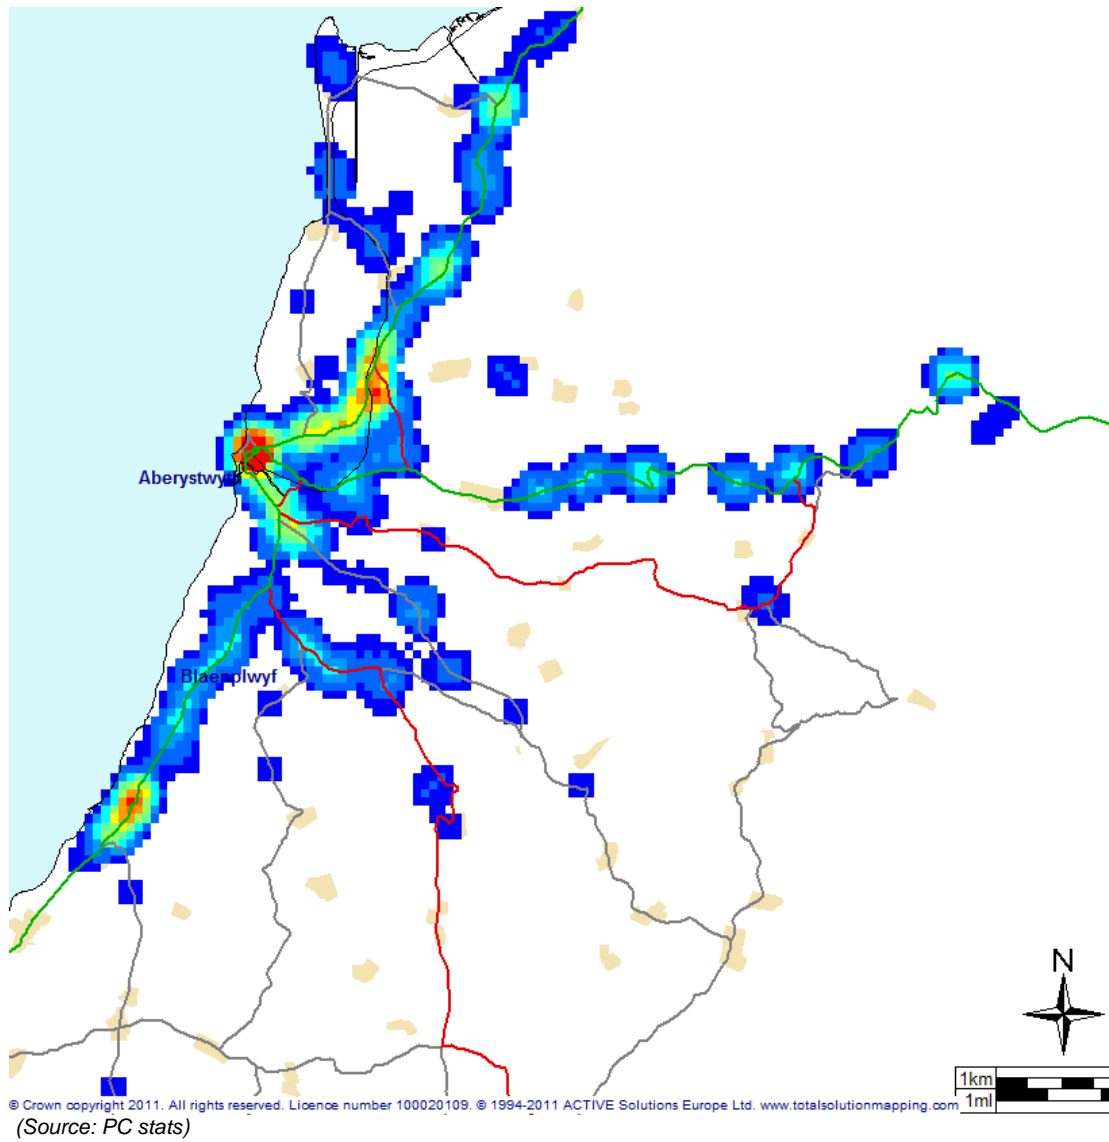 N
Aberystwyth
Blaenplwyf
1km
1ml
© Crown copyright 2011. All rights reserved. Licence number 100020109. © 1994-2011 ACTIVE Solutions Europe Ltd. www.totalsolutionmapping.com
(Source: PC stats)